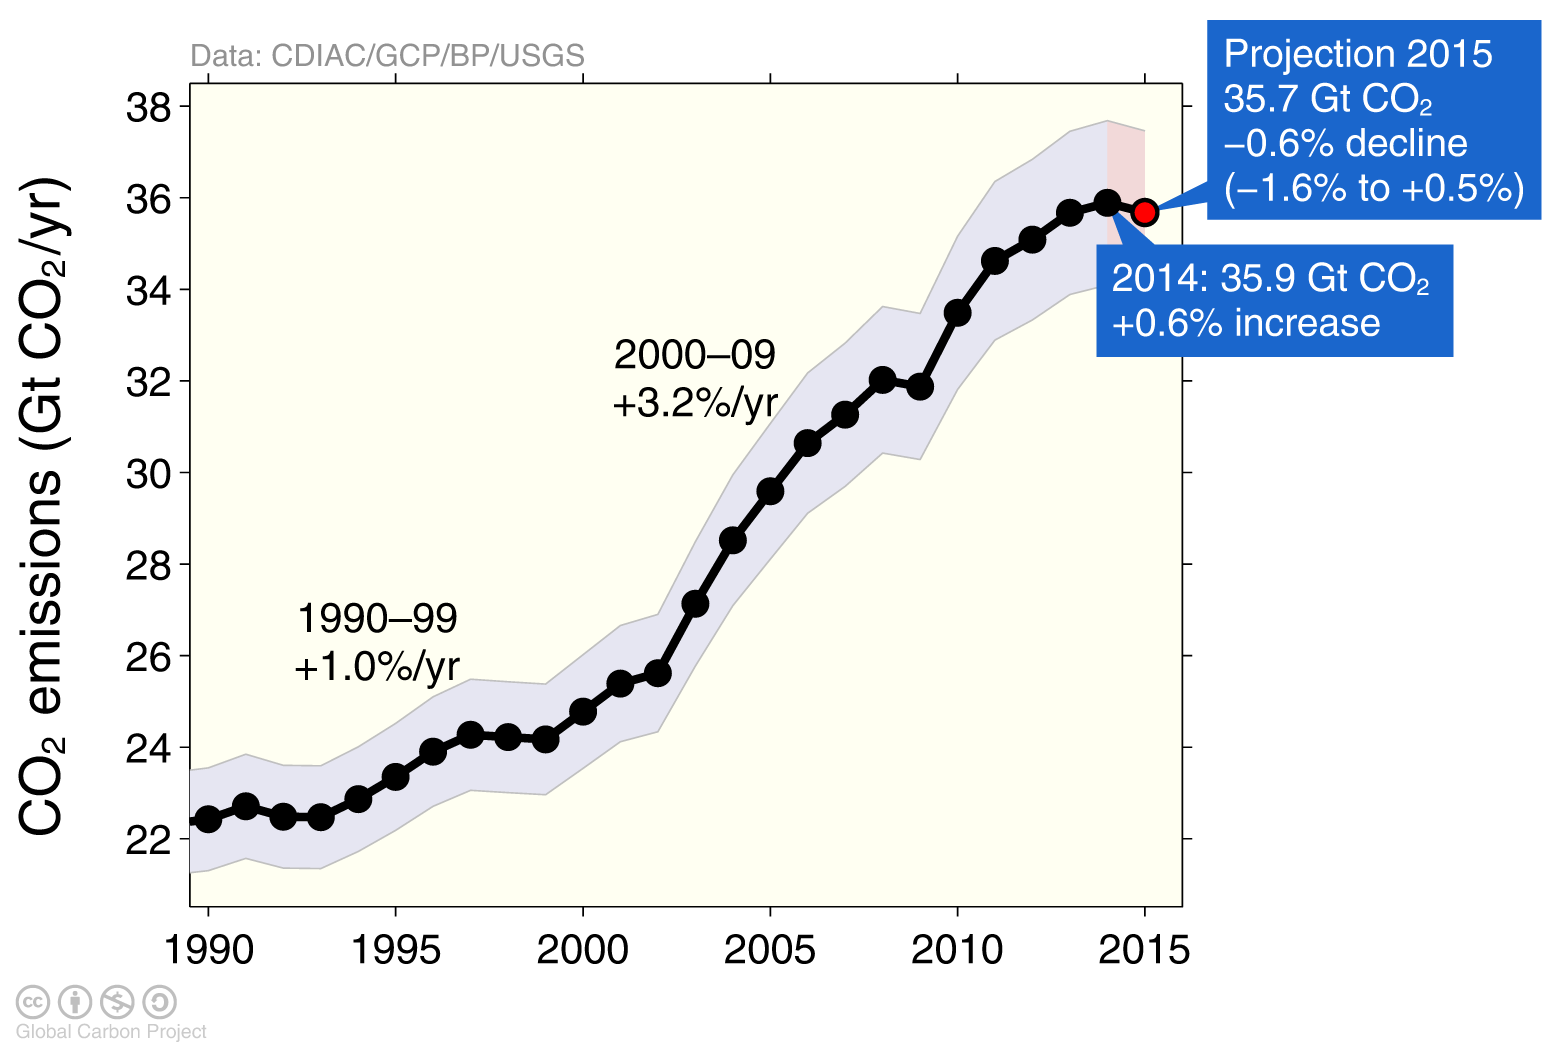 Data: CDIAC/GCP/BP/USGS
Projection 2015
35.7 Gt CO₂
−0.6% decline
(−1.6% to +0.5%)
2014: 35.9 Gt CO₂
+0.6% increase
2000–09
+3.2%/yr
1990–99
+1.0%/yr
CO₂ emissions (Gt CO₂/yr)
38
36
34
32
30
28
26
24
22
1990 1995 2000 2005 2010 2015
cc
Global Carbon Project